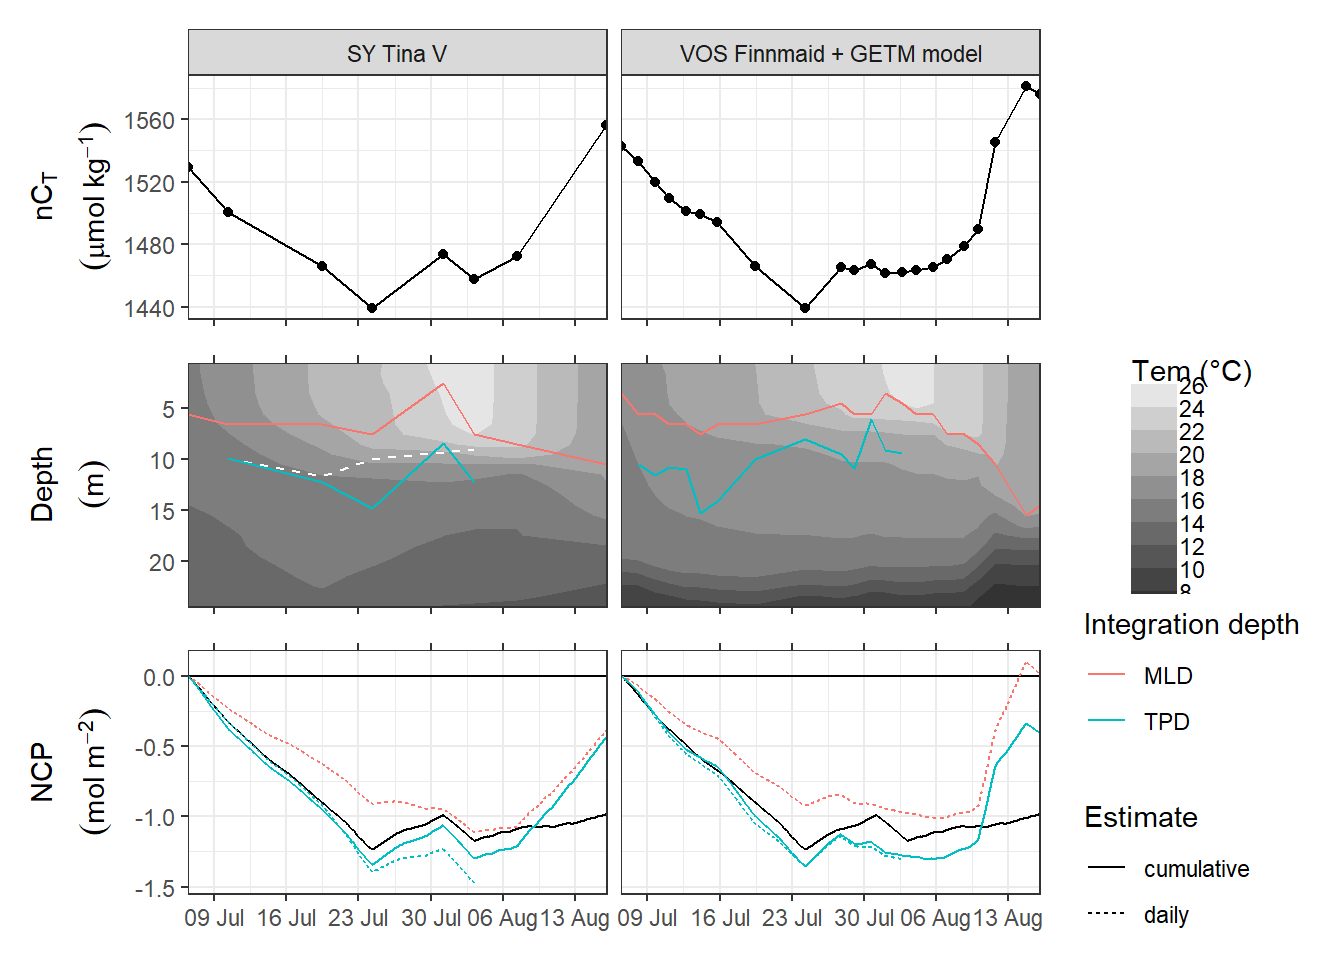 SY Tina V
VOS Finnmaid + GETM model
nCT
(µmol kg−1)
1560
1520
1480
1440
Depth
(m)
5
10
15
20
Tem (°C)
26
24
22
20
18
16
14
12
10
8
Integration depth
MLD
TPD
NCP
(mol m−2)
0.0
-0.5
-1.0
-1.5
Estimate
cumulative
daily
09 Jul 16 Jul 23 Jul 30 Jul 06 Aug 13 Aug
09 Jul 16 Jul 23 Jul 30 Jul 06 Aug 13 Aug